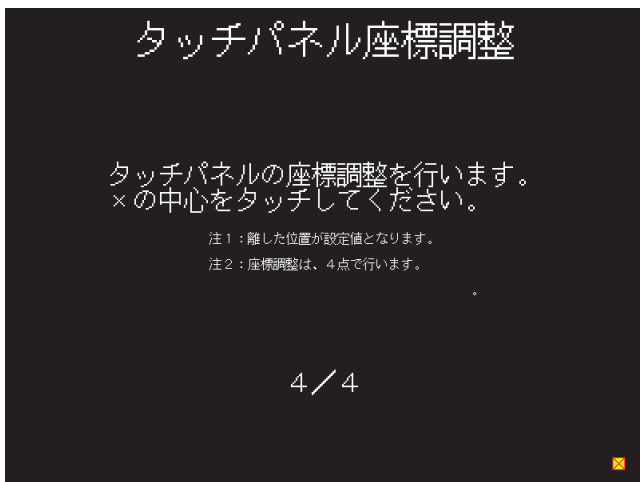 タッチパネル座標調整
タッチパネルの座標調整を行います。
×の中心をタッチしてください。
注１：離した位置が設定値となります。
注２：座標調整は、４点で行います。
。
４／４